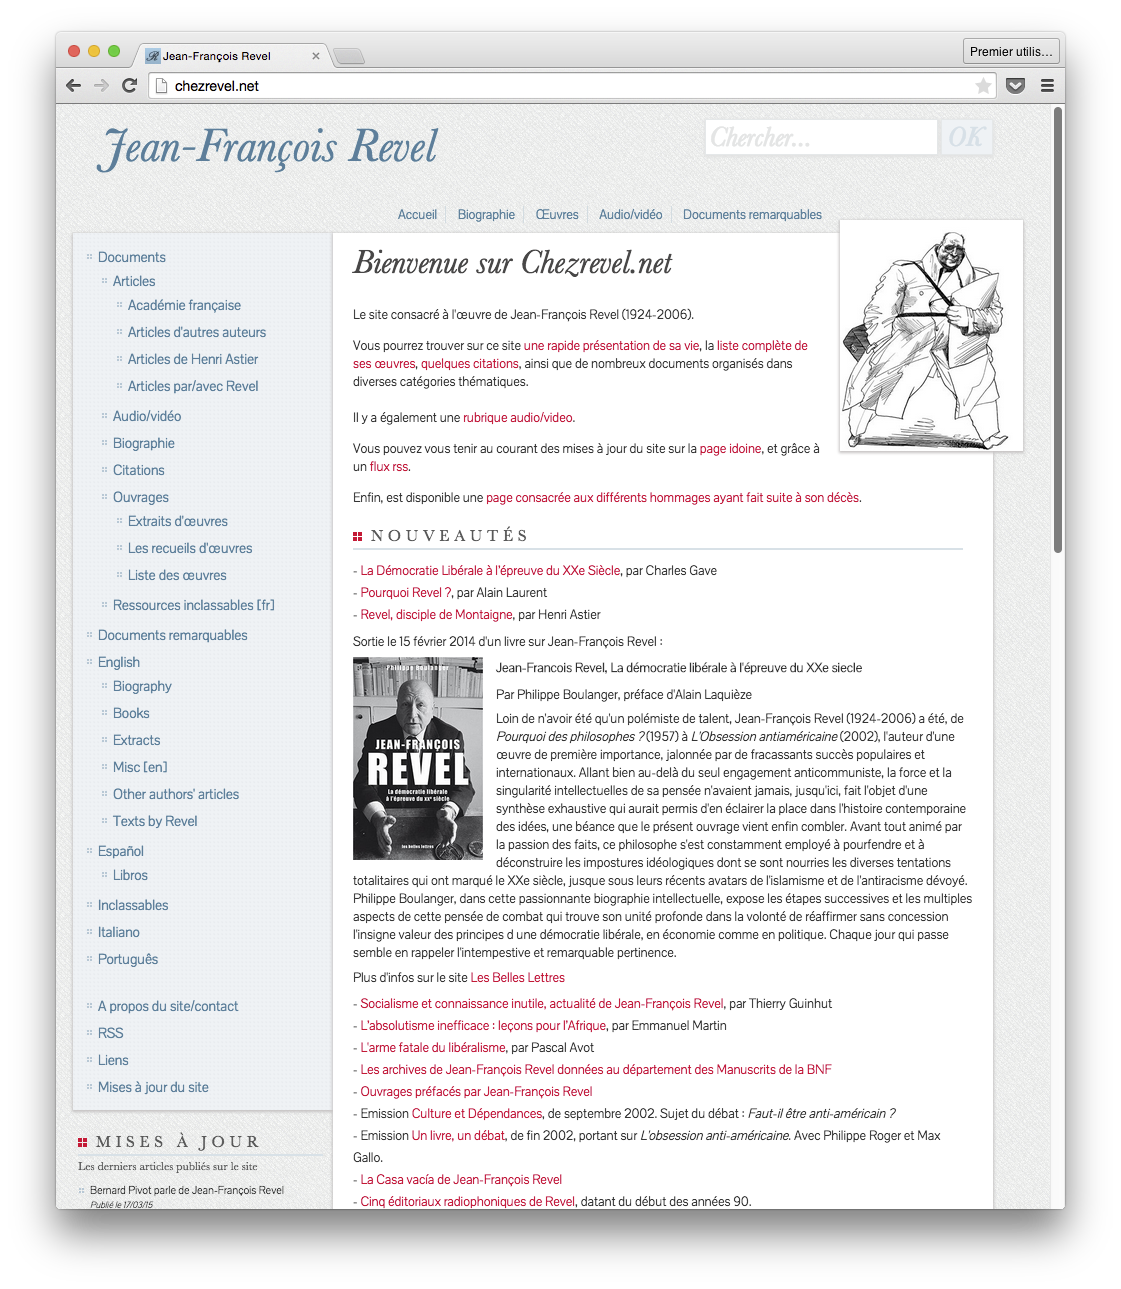 Jean-François Revel
Premier utilis...
chezrevel.net
Jean-François Revel
Chercher...
OK
Accueil
Biographie
Œuvres
Audio/vidéo
Documents remarquables
Documents
Articles
Académie française
Articles d'autres auteurs
Articles de Henri Astier
Articles par/avec Revel
Audio/vidéo
Biographie
Citations
Ouvrages
Extraits d'œuvres
Les recueils d'œuvres
Liste des œuvres
Ressources inclassables [fr]
Documents remarquables
English
Biography
Books
Extracts
Misc [en]
Other authors' articles
Texts by Revel
Español
Libros
Inclassables
Italiano
Português
A propos du site/contact
RSS
Liens
Mises à jour du site
MISES À JOUR
Les derniers articles publiés sur le site
Bernard Pivot parle de Jean-François Revel
Publié le 17/03/15
Bienvenue sur Chezrevel.net
Le site consacré à l'œuvre de Jean-François Revel (1924-2006).
Vous pourrez trouver sur ce site une rapide présentation de sa vie, la liste complète de
ses œuvres, quelques citations, ainsi que de nombreux documents organisés dans
diverses catégories thématiques.
Il y a également une rubrique audio/video.
Vous pouvez vous tenir au courant des mises à jour du site sur la page idoine, et grâce à
un flux rss.
Enfin, est disponible une page consacrée aux différents hommages ayant fait suite à son décès.
NOUVEAUTÉS
- La Démocratie Libérale à l'épreuve du XXe Siècle, par Charles Gave
- Pourquoi Revel ?, par Alain Laurent
- Revel, disciple de Montaigne, par Henri Astier
Sortie le 15 février 2014 d'un livre sur Jean-François Revel :
Philippe Boulanger
JEAN-FRANÇOIS
REVEL
La démocratie libérale
à l'épreuve du XXe siècle
les belles lettres
Jean-Francois Revel, La démocratie libérale à l'épreuve du XXe siecle
Par Philippe Boulanger, préface d'Alain Laquièze
Loin de n'avoir été qu'un polémiste de talent, Jean-François Revel (1924-2006) a été, de
Pourquoi des philosophes ? (1957) à L'Obsession antiaméricaine (2002), l'auteur d'une
œuvre de première importance, jalonnée par de fracassants succès populaires et
internationaux. Allant bien au-delà du seul engagement anticommuniste, la force et la
singularité intellectuelles de sa pensée n'avaient jamais, jusqu'ici, fait l'objet d'une
synthèse exhaustive qui aurait permis d'en éclairer la place dans l'histoire contemporaine
des idées, une béance que le présent ouvrage vient enfin combler. Avant tout animé par
la passion des faits, ce philosophe s'est constamment employé à pourfendre et à
déconstruire les impostures idéologiques dont se sont nourries les diverses tentations
totalitaires qui ont marqué le XXe siècle, jusque sous leurs récents avatars de l'islamisme et de l'antiracisme dévoyé.
Philippe Boulanger, dans cette passionnante biographie intellectuelle, expose les étapes successives et les multiples
aspects de cette pensée de combat qui trouve son unité profonde dans la volonté de réaffirmer sans concession
l'insigne valeur des principes d une démocratie libérale, en économie comme en politique. Chaque jour qui passe
semble en rappeler l'intempestive et remarquable pertinence.
Plus d'infos sur le site Les Belles Lettres
- Socialisme et connaissance inutile, actualité de Jean-François Revel, par Thierry Guinhut
- L'absolutisme inefficace : leçons pour l'Afrique, par Emmanuel Martin
- L'arme fatale du libéralisme, par Pascal Avot
- Les archives de Jean-François Revel données au département des Manuscrits de la BNF
- Ouvrages préfacés par Jean-François Revel
- Emission Culture et Dépendances, de septembre 2002. Sujet du débat : Faut-il être anti-américain ?
- Emission Un livre, un débat, de fin 2002, portant sur L'obsession anti-américaine. Avec Philippe Roger et Max
Gallo.
- La Casa vacía de Jean-François Revel
- Cinq éditoriaux radiophoniques de Revel, datant du début des années 90.